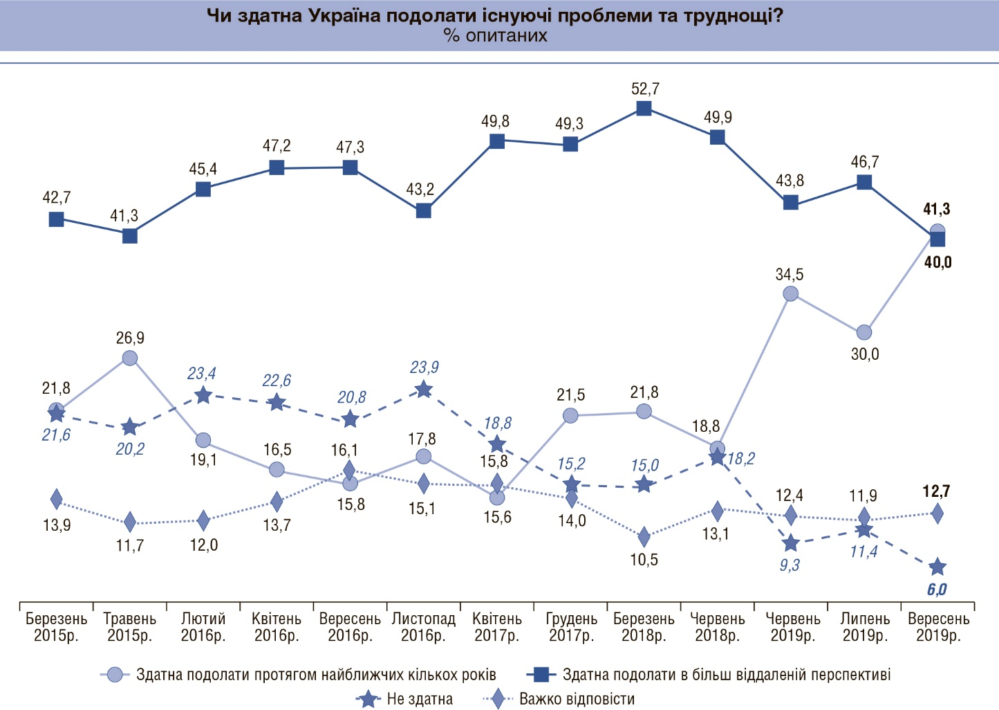 Чи здатна Україна подолати існуючі проблеми та труднощі?
% опитаних
52,7
49,8 49,3 49,9
47,2 47,3
45,4 43,2 43,8 46,7
42,7 41,3 41,3
40,0
34,5
30,0
26,9
21,8 23,4 22,6 20,8 23,9 21,5 21,8
21,6 20,2 19,1 16,5 16,1 17,8 18,8 18,8
15,8 15,2 15,0 18,2
13,9 11,7 12,0 13,7 15,8 15,1 15,6 14,0 12,4 11,9 12,7
10,5 13,1
9,3 11,4
6,0
Березень Травень Лютий Квітень Вересень Листопад Квітень Грудень Березень Червень Червень Липень Вересень
2015р. 2015р. 2016р. 2016р. 2016р. 2016р. 2017р. 2017р. 2018р. 2018р. 2019р. 2019р. 2019р.
Здатна подолати протягом найближчих кількох років Здатна подолати в більш віддаленій перспективі
Не здатна Важко відповісти